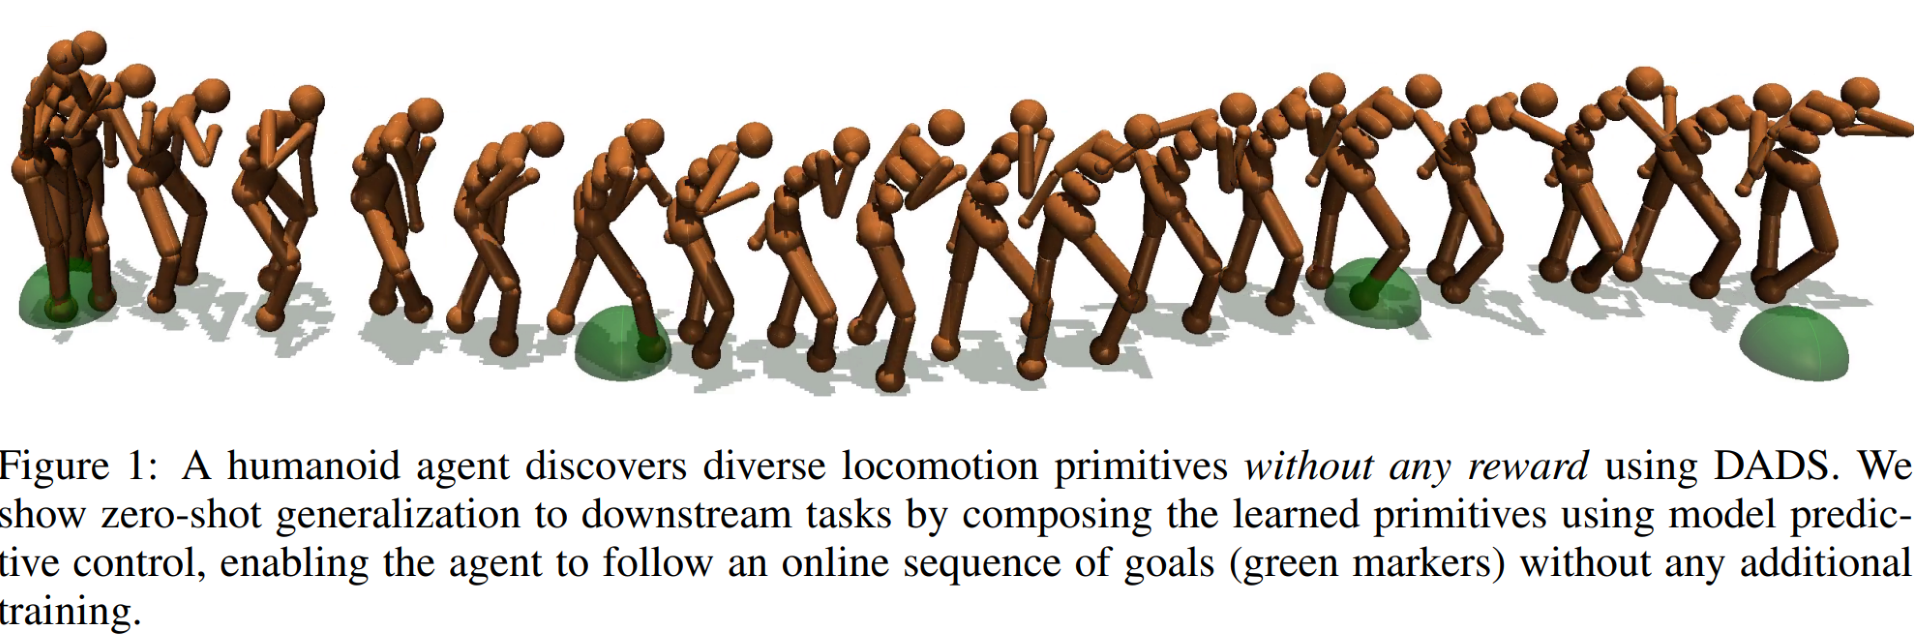 Figure 1: A humanoid agent discovers diverse locomotion primitives without any reward using DADS. We
show zero-shot generalization to downstream tasks by composing the learned primitives using model predic-
tive control, enabling the agent to follow an online sequence of goals (green markers) without any additional
training.